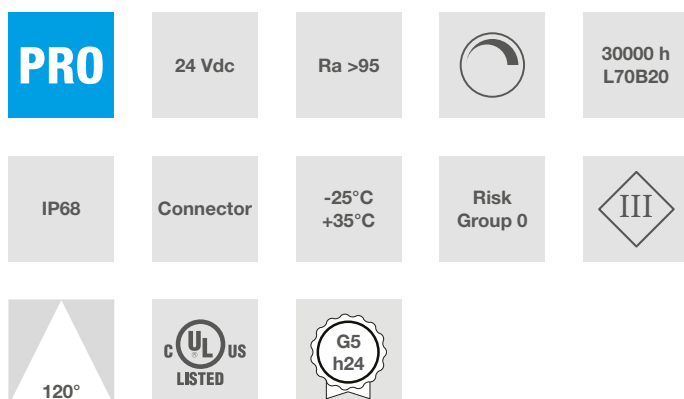 PRO
24 Vdc
Ra >95
30000 h
L70B20
IP68
Connector
-25°C
+35°C
Risk
Group 0
III
120°
C UL ® US
LISTED
G5
h24